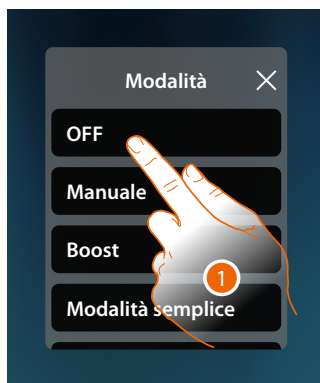 Modalità
OFF
Manuale
Boost
1
Modalità semplice